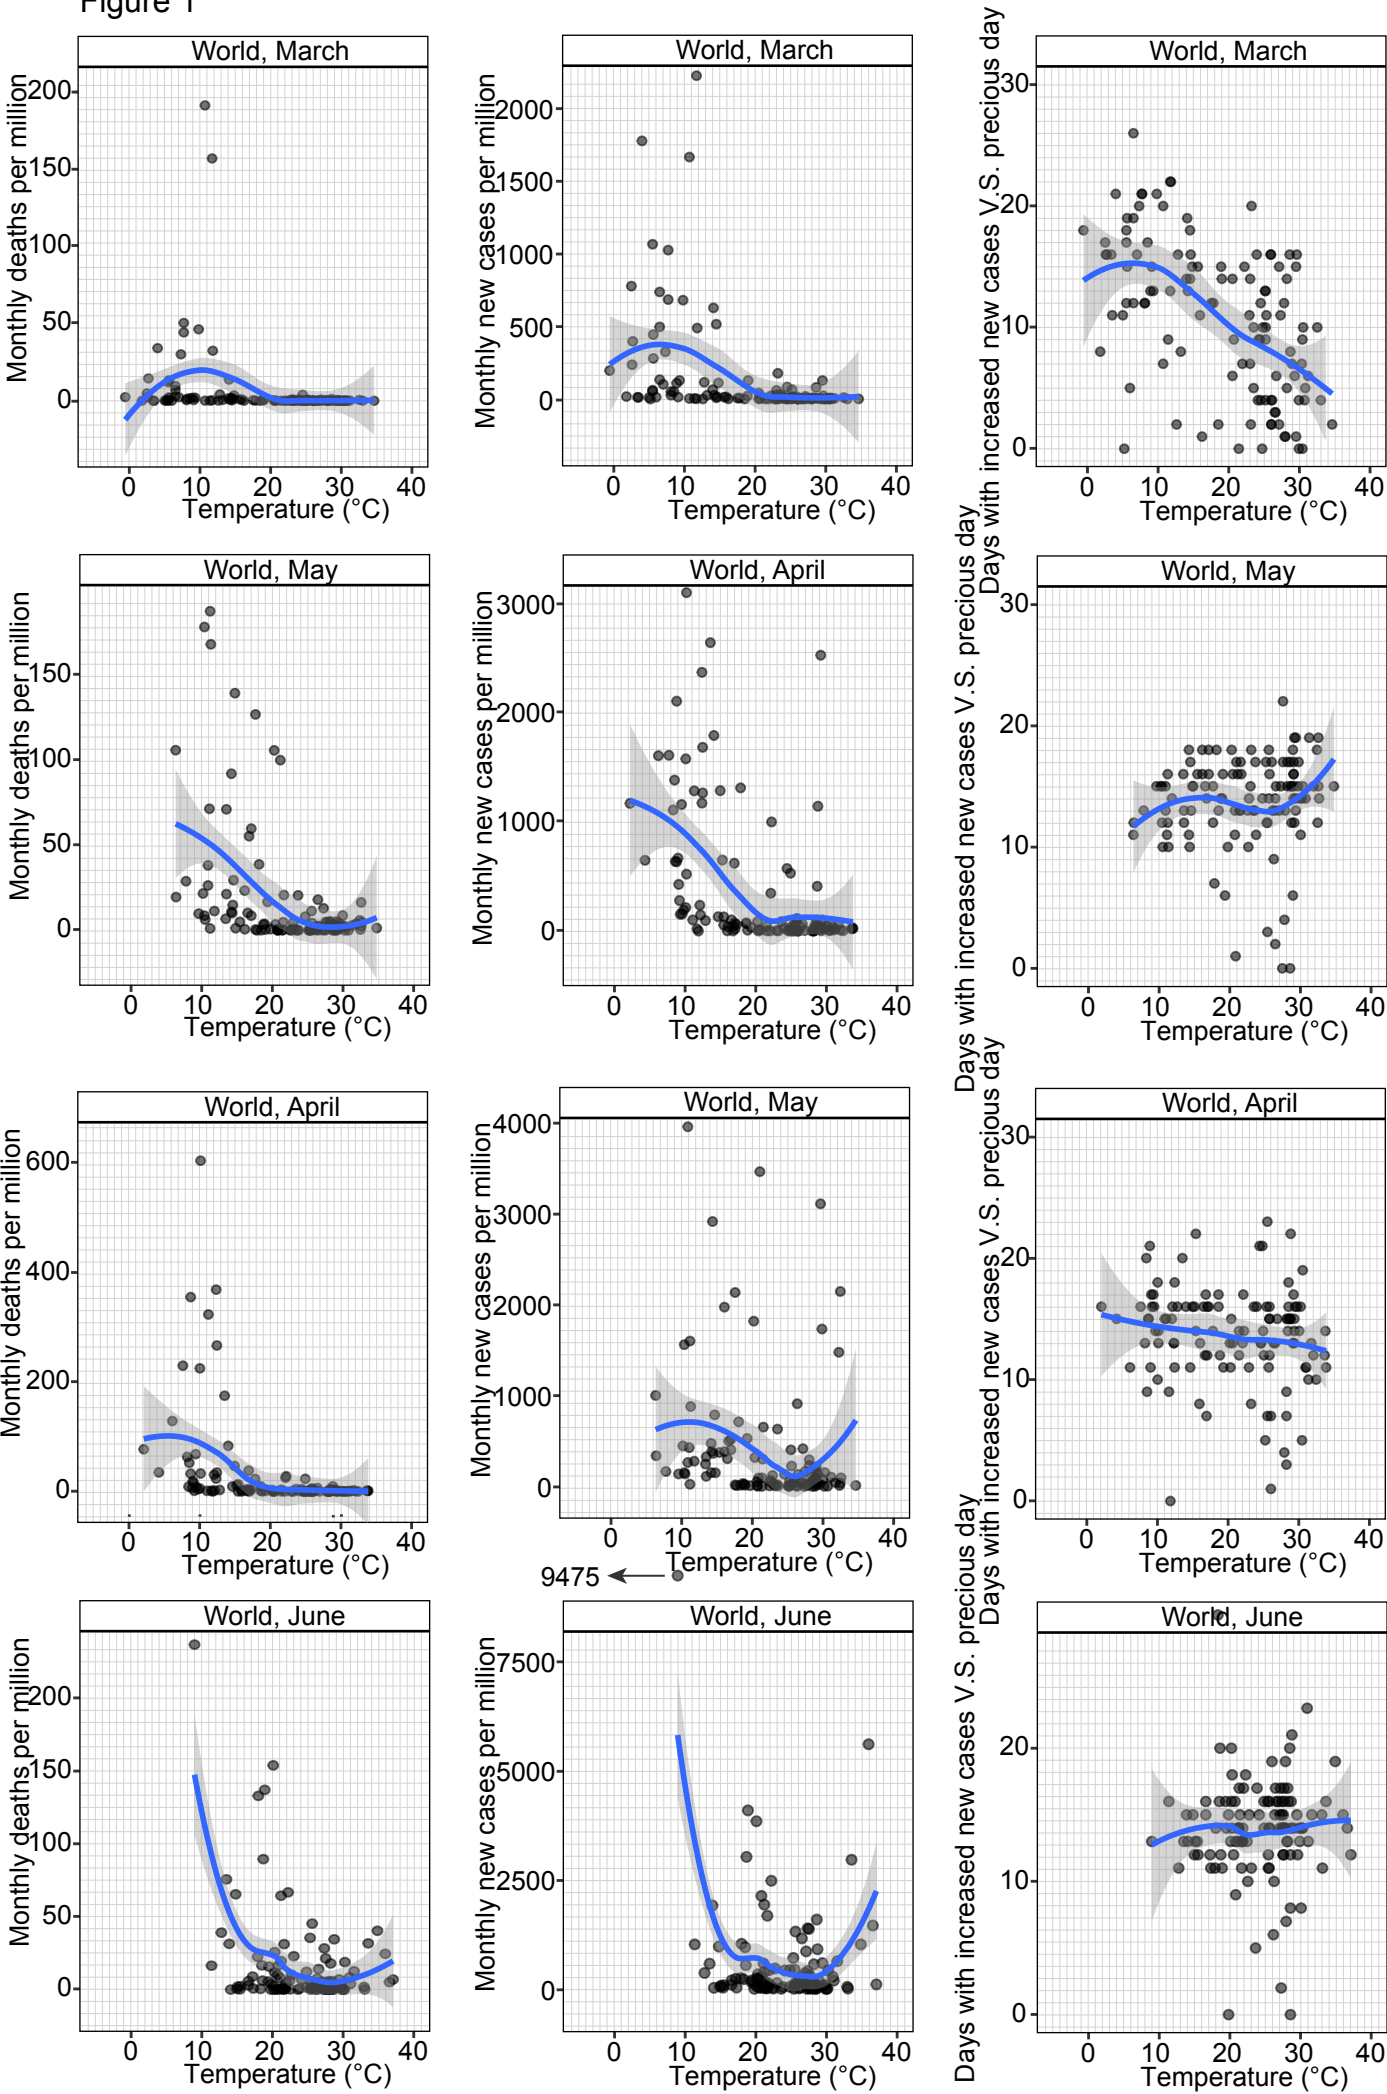 Figure 1
World, March
Monthly deaths per million
200
150
100
50
0
0 10 20 30 40
Temperature (°C)
World, March
Monthly new cases per million
2000
1500
1000
500
0
0 10 20 30 40
Temperature (°C)
World, March
Days with increased new cases V.S. precious day
30
20
10
0
0 10 20 30 40
Temperature (°C)
World, May
Monthly deaths per million
150
100
50
0
0 10 20 30 40
Temperature (°C)
World, April
Monthly new cases per million
3000
2000
1000
0
0 10 20 30 40
Temperature (°C)
World, May
Days with increased new cases V.S. precious day
30
20
10
0
0 10 20 30 40
Temperature (°C)
World, April
Monthly deaths per million
600
400
200
0
0 10 20 30 40
Temperature (°C)
World, May
Monthly new cases per million
4000
3000
2000
1000
0
0 10 20 30 40
Temperature (°C)
World, April
Days with increased new cases V.S. precious day
30
20
10
0
0 10 20 30 40
Temperature (°C)
World, June
Monthly deaths per million
200
150
100
50
0
0 10 20 30 40
Temperature (°C)
9475
World, June
Monthly new cases per million
7500
5000
2500
0
0 10 20 30 40
Temperature (°C)
World, June
Days with increased new cases V.S. precious day
20
10
0
0 10 20 30 40
Temperature (°C)